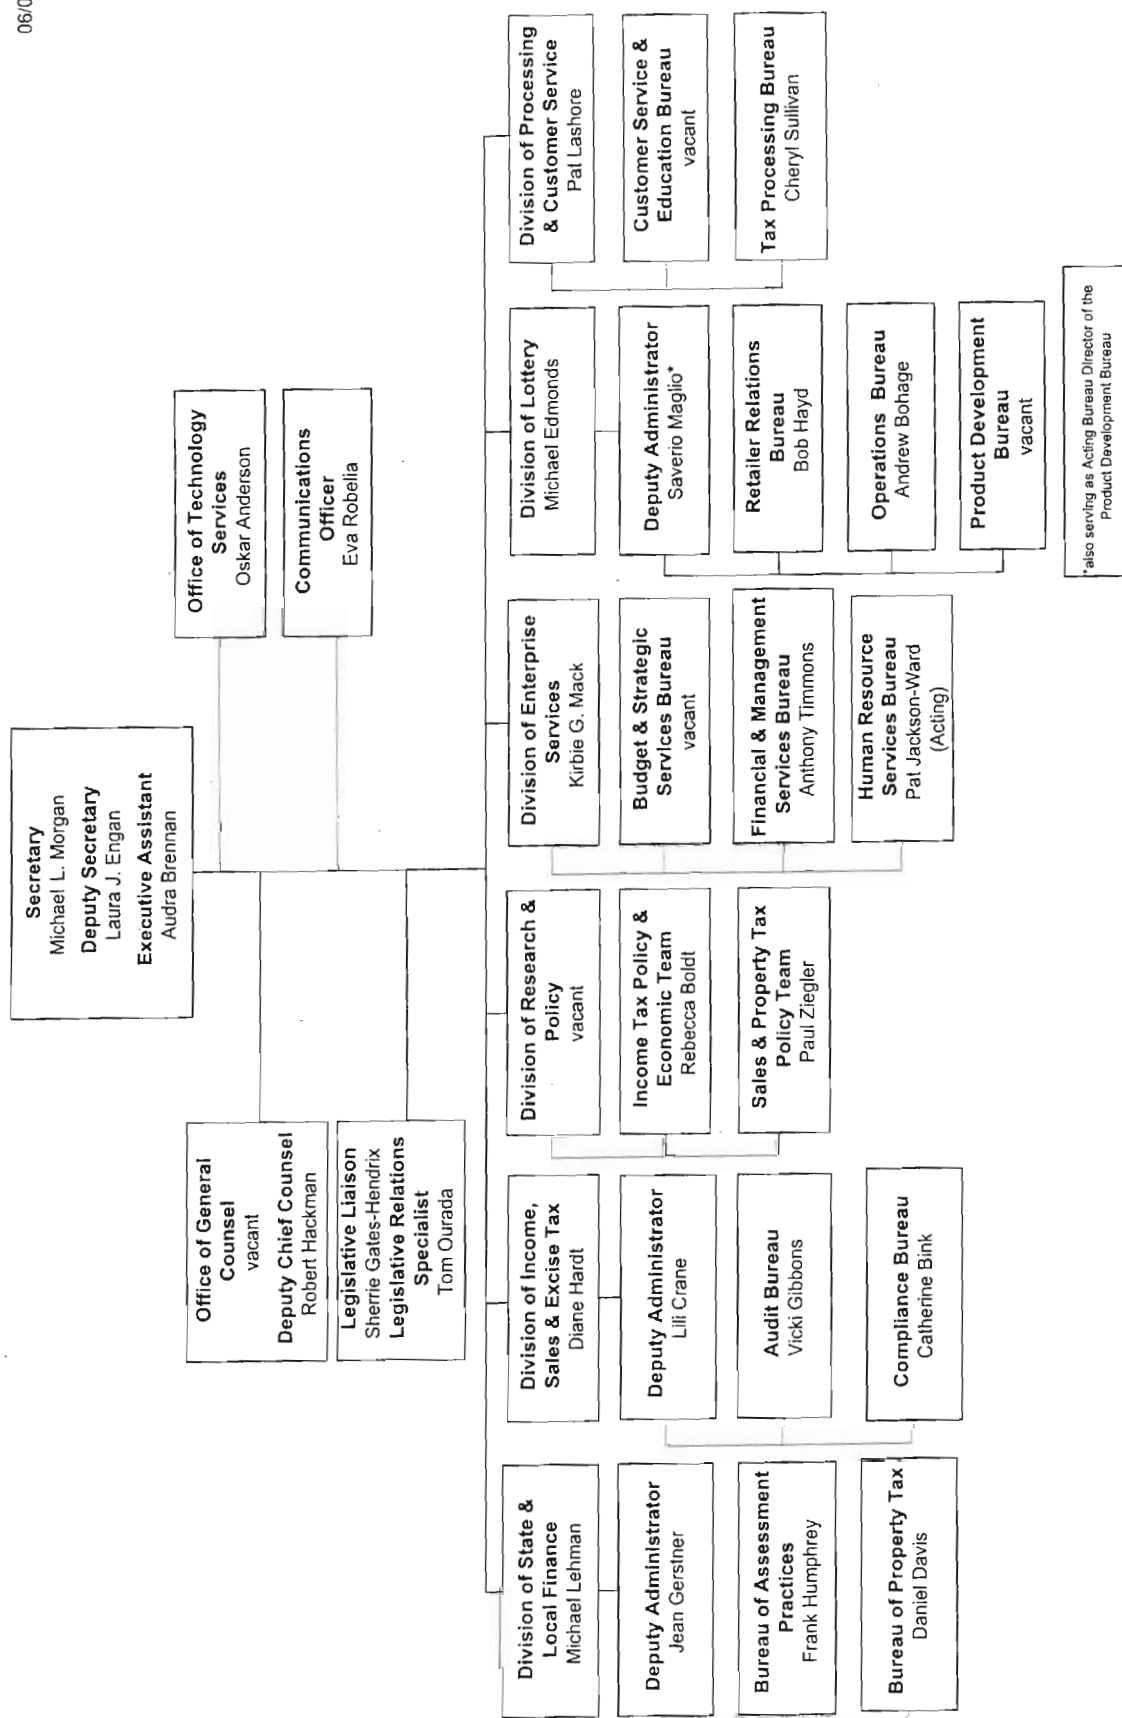 06/0
Secretary
Michael L. Morgan
Deputy Secretary
Laura J. Engan
Executive Assistant
Audra Brennan
Office of General
Counsel
vacant
Deputy Chief Counsel
Robert Hackman
Legislative Liaison
Sherrie Gates-Hendrix
Legislative Relations
Specialist
Tom Ourada
Office of Technology
Services
Oskar Anderson
Communications
Officer
Eva Robelia
Division of State &
Local Finance
Michael Lehman
Deputy Administrator
Jean Gerstner
Bureau of Assessment
Practices
Frank Humphrey
Bureau of Property Tax
Daniel Davis
Division of Income,
Sales & Excise Tax
Diane Hardt
Deputy Administrator
Lili Crane
Audit Bureau
Vicki Gibbons
Compliance Bureau
Catherine Bink
Division of Research &
Policy
vacant
Income Tax Policy &
Economic Team
Rebecca Boldt
Sales & Property Tax
Policy Team
Paul Ziegler
Division of Enterprise
Services
Kirbie G. Mack
Budget & Strategic
Services Bureau
vacant
Financial & Management
Services Bureau
Anthony Timmons
Human Resource
Services Bureau
Pat Jackson-Ward
(Acting)
Division of Lottery
Michael Edmonds
Deputy Administrator
Saverio Maglio*
Retailer Relations
Bureau
Bob Hayd
Operations Bureau
Andrew Bohage
Product Development
Bureau
vacant
*also serving as Acting Bureau Director of the
Product Development Bureau
Division of Processing
& Customer Service
Pat Lashore
Customer Service &
Education Bureau
vacant
Tax Processing Bureau
Cheryl Sullivan